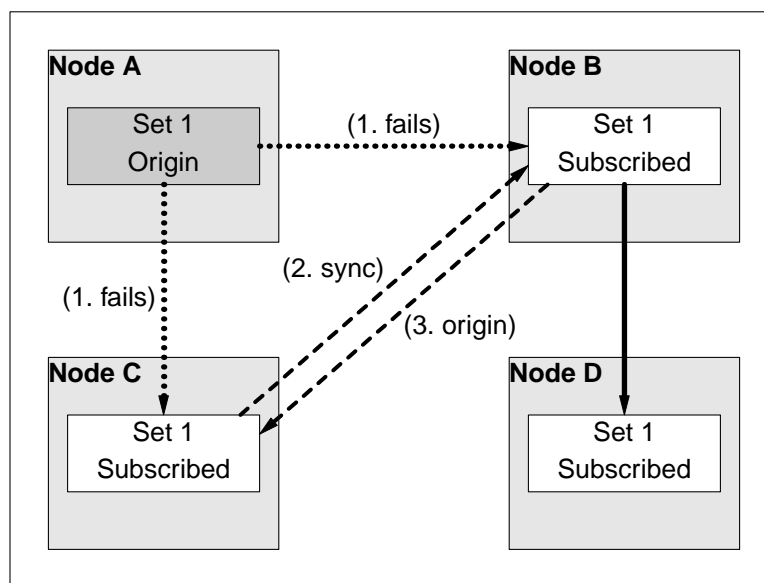 Node A
Set 1
Origin
(1. fails)
Node B
Set 1
Subscribed
(2. sync)
(1. fails)
(3. origin)
Node C
Set 1
Subscribed
Node D
Set 1
Subscribed